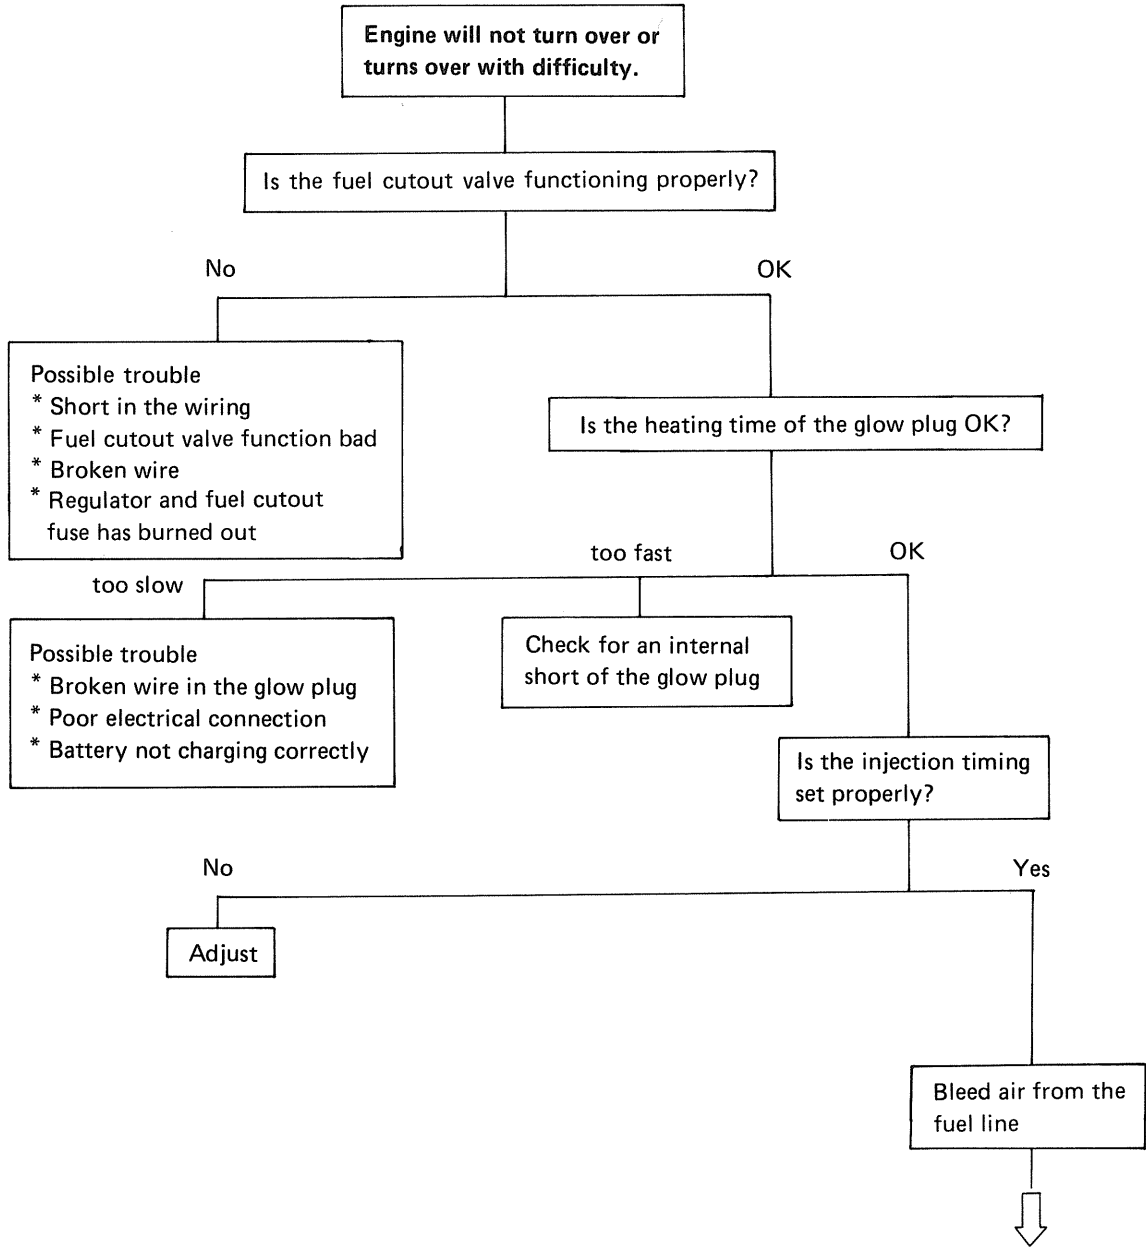 Engine will not turn over or
turns over with difficulty.
Is the fuel cutout valve functioning properly?
No
OK
Possible trouble
* Short in the wiring
* Fuel cutout valve function bad
* Broken wire
* Regulator and fuel cutout
fuse has burned out
Is the heating time of the glow plug OK?
too slow
too fast
OK
Possible trouble
* Broken wire in the glow plug
* Poor electrical connection
* Battery not charging correctly
Check for an internal
short of the glow plug
Is the injection timing
set properly?
No
Yes
Adjust
Bleed air from the
fuel line